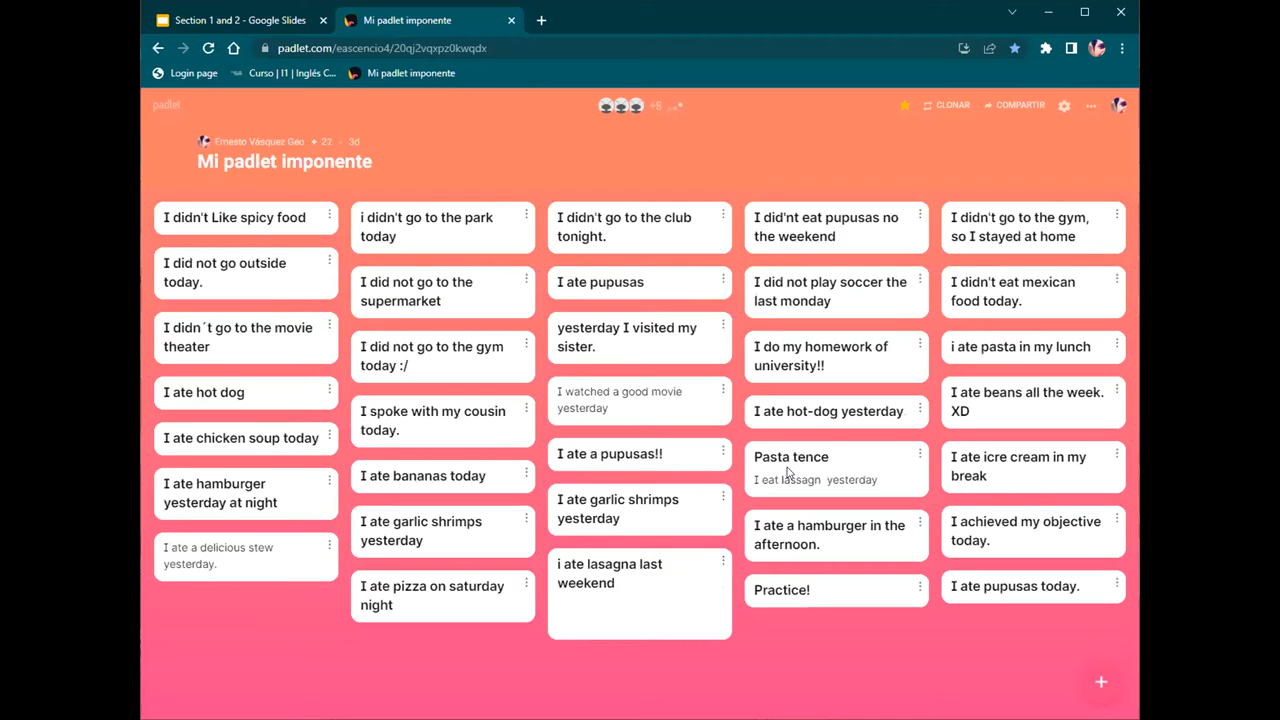 Section 1 and 2 - Google Slides
Mi padlet imponente
padlet.com/eascencio4/20qj2vqxpz0kwqdx
Login page
Curso | I1 | Inglés C...
Mi padlet imponente
padlet
+6
CLONAR
COMPARTIR
Ernesto Vásquez Geo + 22 · 3d
Mi padlet imponente
I didn't Like spicy food
I did not go outside
today.
I didn´t go to the movie
theater
I ate hot dog
I ate chicken soup today
I ate hamburger
yesterday at night
I ate a delicious stew
yesterday.
i didn't go to the park
today
I did not go to the
supermarket
I did not go to the gym
today :/
I spoke with my cousin
today.
I ate bananas today
I ate garlic shrimps
yesterday
I ate pizza on saturday
night
I didn't go to the club
tonight.
I ate pupusas
yesterday I visited my
sister.
I watched a good movie
yesterday
I ate a pupusas!!
I ate garlic shrimps
yesterday
i ate lasagna last
weekend
I did'nt eat pupusas no
the weekend
I did not play soccer the
last monday
I do my homework of
university!!
I ate hot-dog yesterday
Pasta tence
I eat lassagn yesterday
I ate a hamburger in the
afternoon.
Practice!
I didn't go to the gym,
so I stayed at home
I didn't eat mexican
food today.
i ate pasta in my lunch
I ate beans all the week.
XD
I ate icre cream in my
break
I achieved my objective
today.
I ate pupusas today.